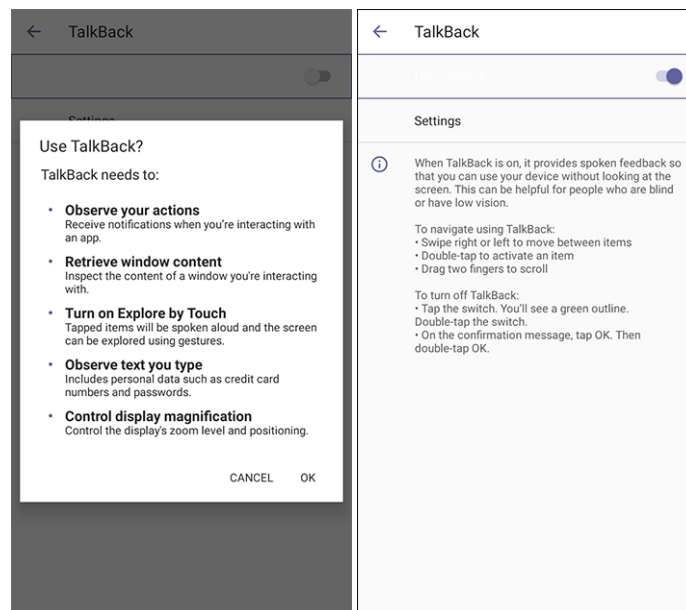 TalkBack
Settings
Use TalkBack?
TalkBack needs to:
• Observe your actions
Receive notifications when you're interacting with
an app.
• Retrieve window content
Inspect the content of a window you're interacting
with.
• Turn on Explore by Touch
Tapped items will be spoken aloud and the screen
can be explored using gestures.
• Observe text you type
Includes personal data such as credit card
numbers and passwords.
• Control display magnification
Control the display's zoom level and positioning.
CANCEL OK
TalkBack
Settings
When TalkBack is on, it provides spoken feedback so
that you can use your device without looking at the
screen. This can be helpful for people who are blind
or have low vision.
To navigate using TalkBack:
• Swipe right or left to move between items
• Double-tap to activate an item
• Drag two fingers to scroll
To turn off TalkBack:
• Tap the switch. You'll see a green outline.
Double-tap the switch.
• On the confirmation message, tap OK. Then
double-tap OK.